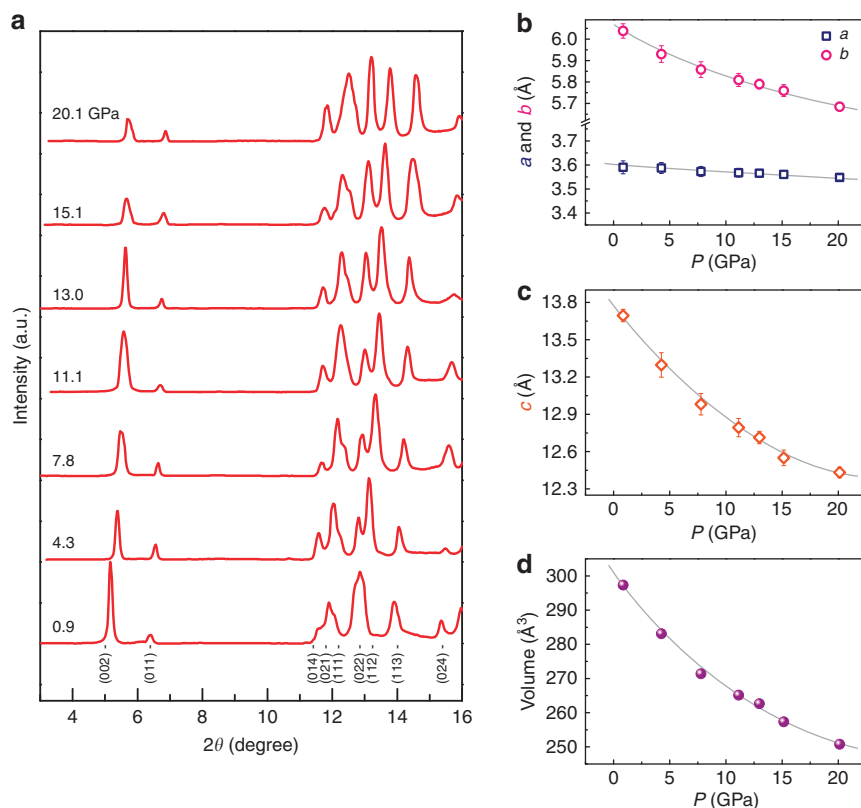 a
20.1 GPa
15.1
13.0
11.1
7.8
4.3
0.9
(002)
(011)
(014)
(021)
(111)
(022)
(112)
(113)
(024)
4 6 8 10 12 14 16
2θ (degree)
Intensity (a.u.)
b
6.0
5.9
5.8
5.7
3.7
3.6
3.5
3.4
a and b (Å)
a
b
0 5 10 15 20
P (GPa)
c
13.8
13.5
13.2
12.9
12.6
12.3
c (Å)
0 5 10 15 20
P (GPa)
d
300
290
280
270
260
250
Volume (Å³)
0 5 10 15 20
P (GPa)